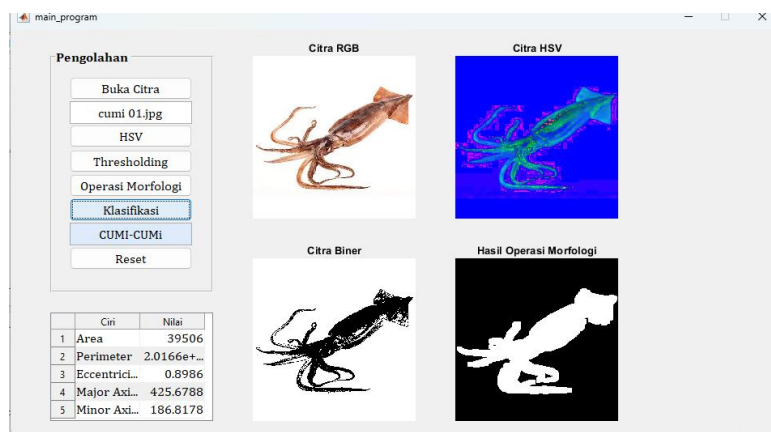 main_program
Pengolahan
Buka Citra
cumi 01.jpg
HSV
Thresholding
Operasi Morfologi
Klasifikasi
CUMI-CUMi
Reset
Ciri Nilai
1 Area 39506
2 Perimeter 2.0166e+...
3 Eccentrici... 0.8986
4 Major Axi... 425.6788
5 Minor Axi... 186.8178
Citra RGB
Citra HSV
Citra Biner
Hasil Operasi Morfologi